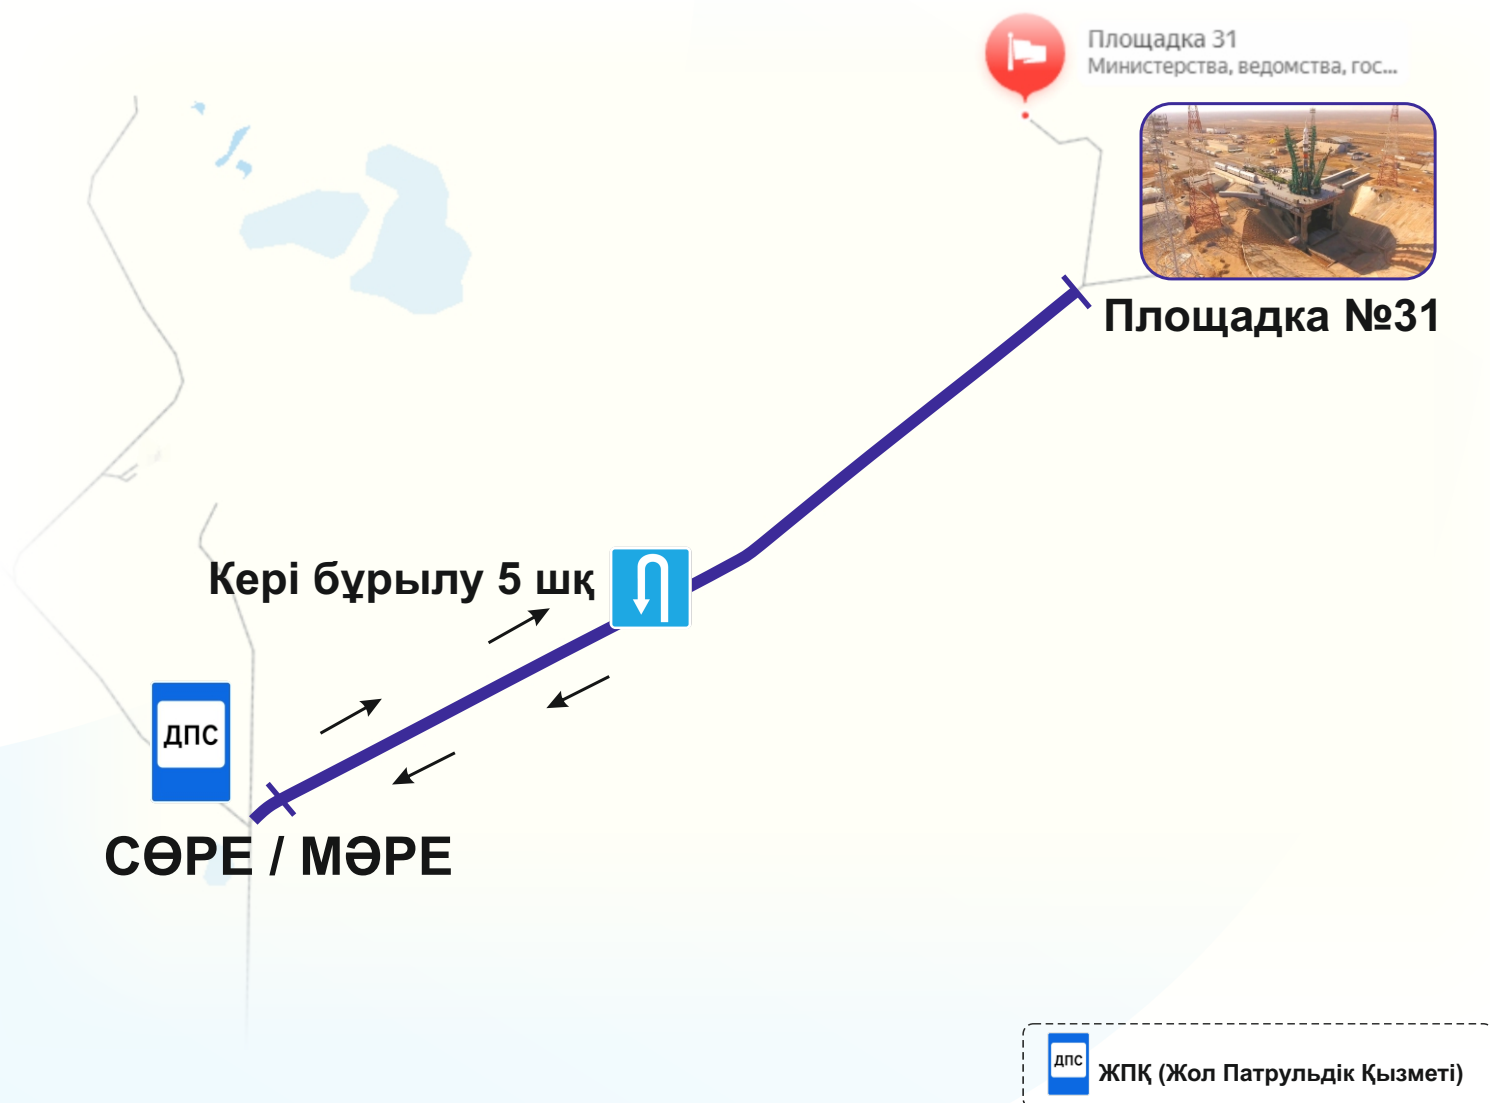 Площадка 31
Министерства, ведомства, гос...
Площадка №31
Кері бұрылу 5 шқ
ДПС
СӨРЕ / МӘРЕ
ДПС
ЖПҚ (Жол Патрульдік Қызметі)